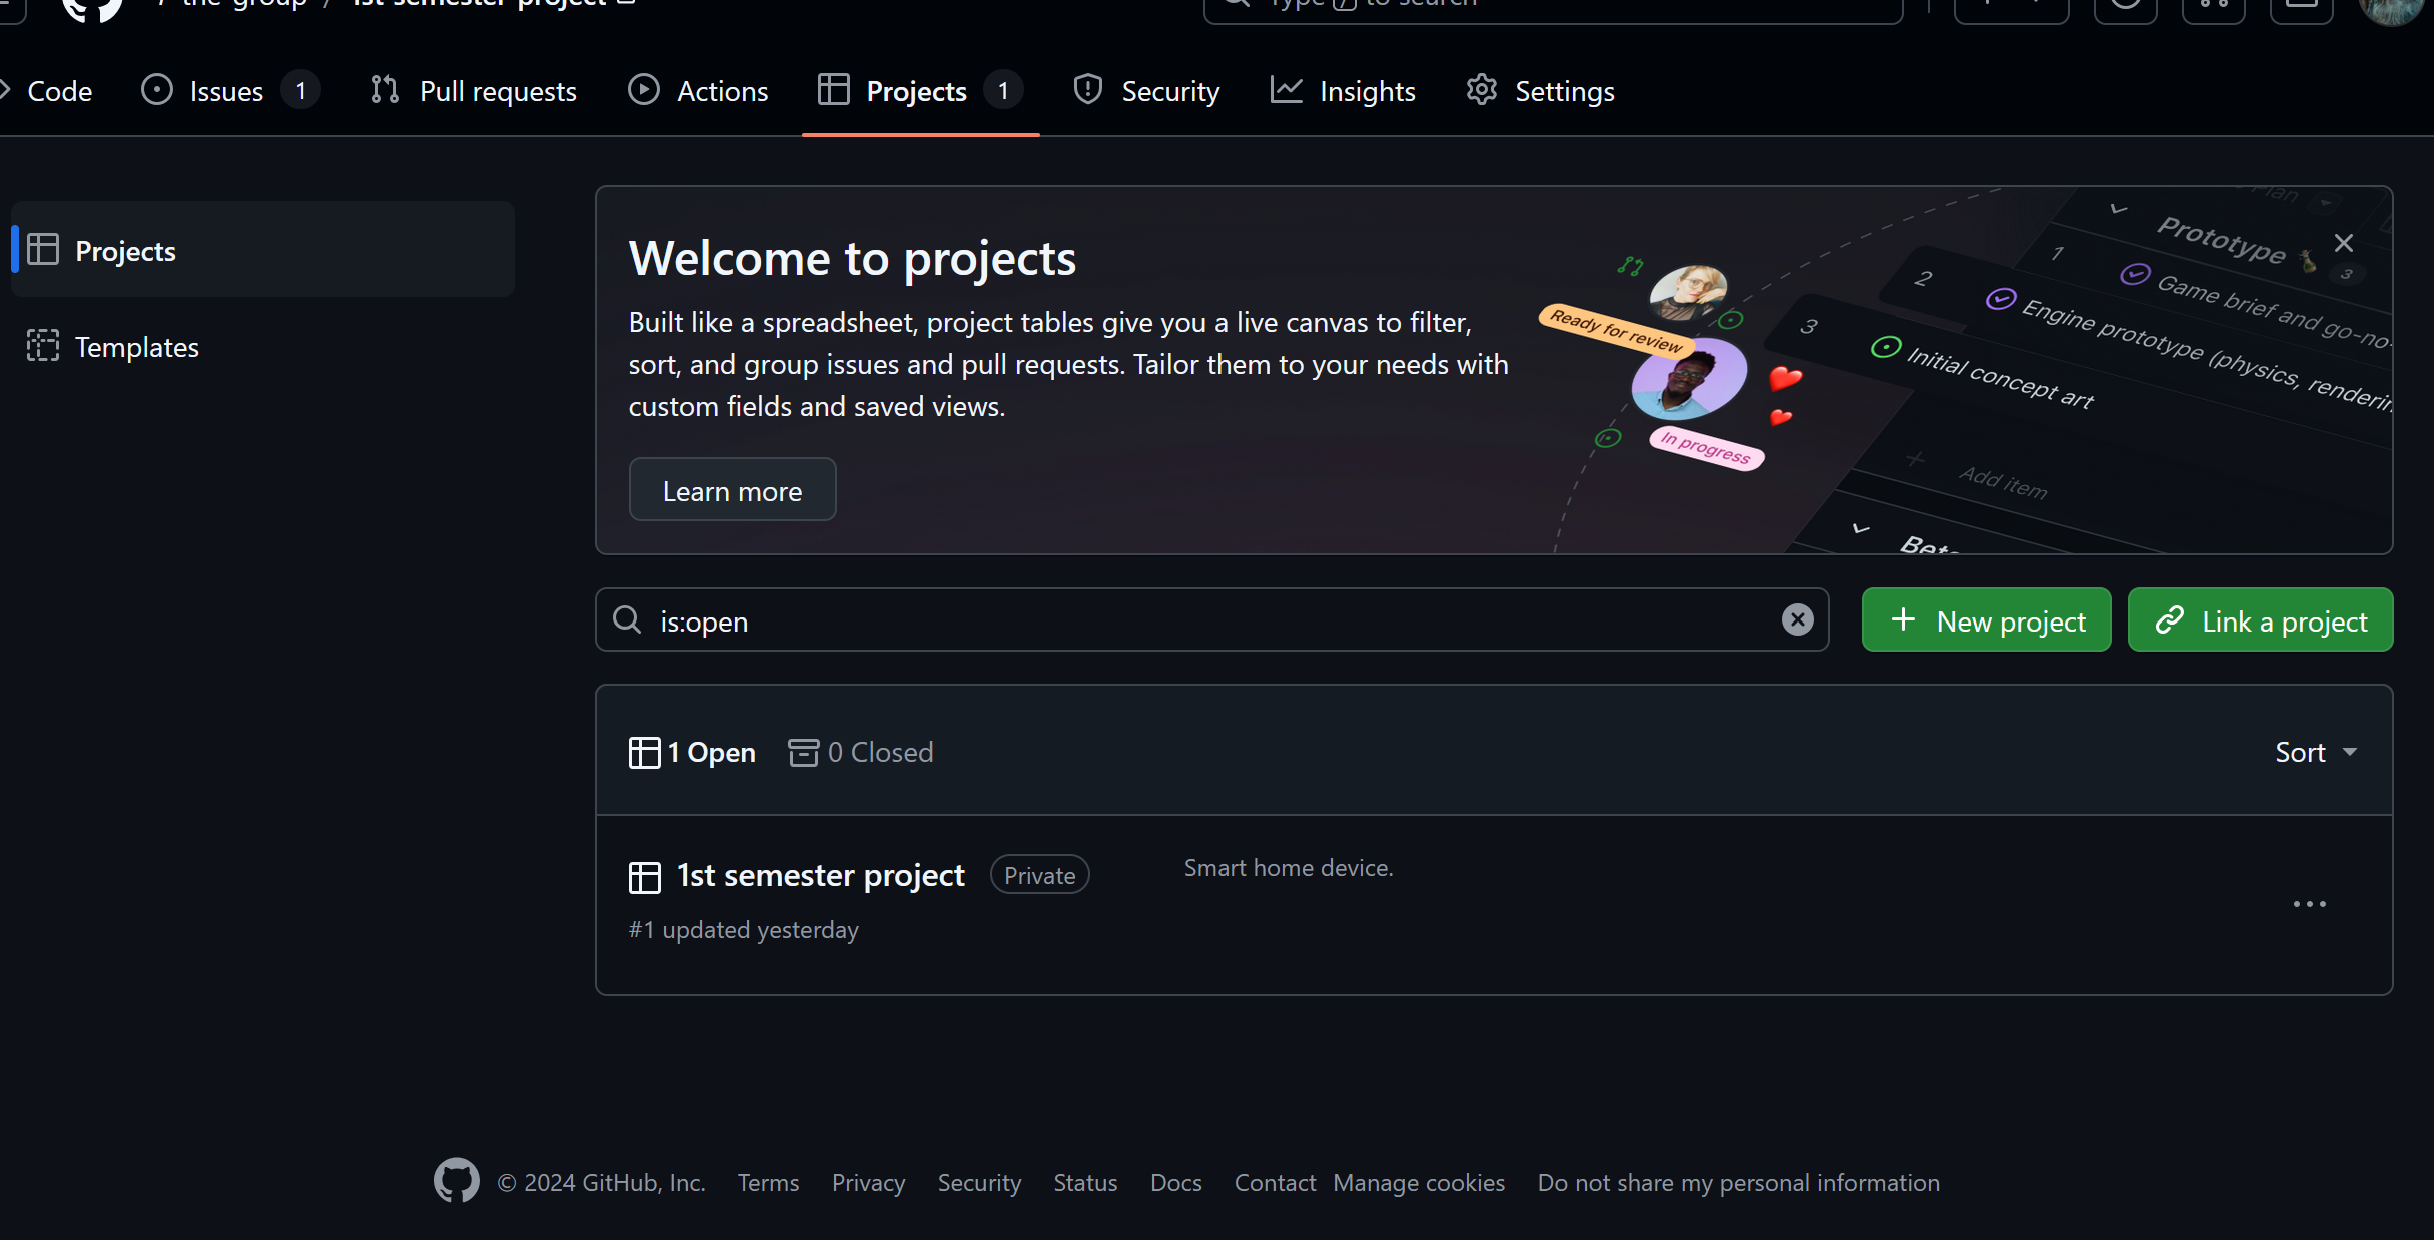 the-group / 1st-semester-project
Type / to search
Code
Issues 1
Pull requests
Actions
Projects 1
Security
Insights
Settings
Projects
Templates
Welcome to projects
Built like a spreadsheet, project tables give you a live canvas to filter,
sort, and group issues and pull requests. Tailor them to your needs with
custom fields and saved views.
Learn more
Ready for review
In progress
Plan
Prototype 3
1 Game brief and go-no-
2 Engine prototype (physics, renderin
3 Initial concept art
+ Add item
is:open
New project
Link a project
1 Open
0 Closed
Sort
1st semester project Private
Smart home device.
#1 updated yesterday
© 2024 GitHub, Inc. Terms Privacy Security Status Docs Contact Manage cookies Do not share my personal information